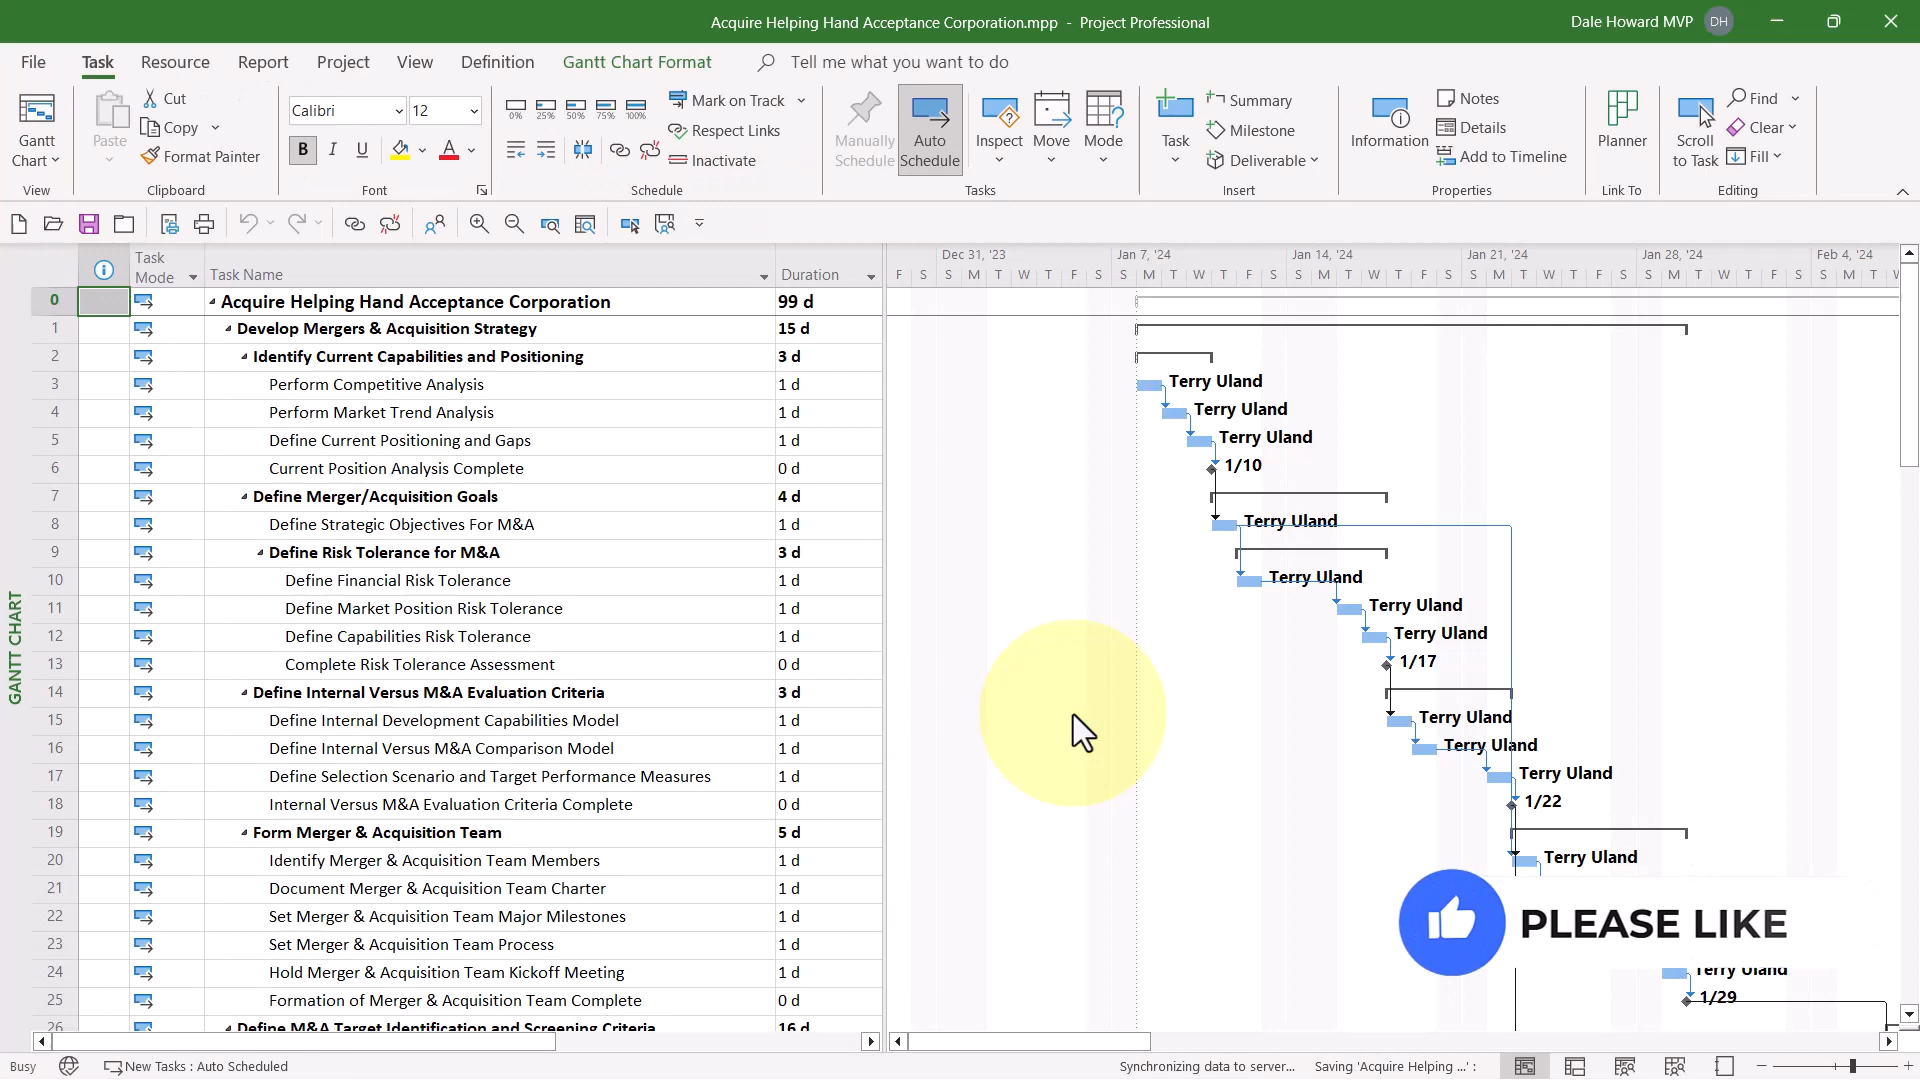 Acquire Helping Hand Acceptance Corporation.mpp - Project Professional
Dale Howard MVP DH
File Task Resource Report Project View Definition Gantt Chart Format Tell me what you want to do
Gantt Chart
View
Paste
Cut
Copy
Format Painter
Clipboard
Calibri 12
B I U A
Font
0% 25% 50% 75% 100%
Mark on Track
Respect Links
Inactivate
Schedule
Manually Schedule
Auto Schedule
Inspect
Move
Mode
Tasks
Task
Summary
Milestone
Deliverable
Insert
Information
Notes
Details
Add to Timeline
Properties
Planner
Link To
Scroll to Task
Find
Clear
Fill
Editing
Task Mode Task Name Duration
Dec 31, '23 Jan 7, '24 Jan 14, '24 Jan 21, '24 Jan 28, '24 Feb 4, '24
F S S M T W T F S S M T W T F S S M T W T F S S M T W T F S S M T W T F S S M T
0 Acquire Helping Hand Acceptance Corporation 99 d
1 Develop Mergers & Acquisition Strategy 15 d
2 Identify Current Capabilities and Positioning 3 d
3 Perform Competitive Analysis 1 d Terry Uland
4 Perform Market Trend Analysis 1 d Terry Uland
5 Define Current Positioning and Gaps 1 d Terry Uland
6 Current Position Analysis Complete 0 d 1/10
7 Define Merger/Acquisition Goals 4 d
8 Define Strategic Objectives For M&A 1 d Terry Uland
9 Define Risk Tolerance for M&A 3 d
10 Define Financial Risk Tolerance 1 d Terry Uland
11 Define Market Position Risk Tolerance 1 d Terry Uland
12 Define Capabilities Risk Tolerance 1 d Terry Uland
13 Complete Risk Tolerance Assessment 0 d 1/17
14 Define Internal Versus M&A Evaluation Criteria 3 d
15 Define Internal Development Capabilities Model 1 d Terry Uland
16 Define Internal Versus M&A Comparison Model 1 d Terry Uland
17 Define Selection Scenario and Target Performance Measures 1 d Terry Uland
18 Internal Versus M&A Evaluation Criteria Complete 0 d 1/22
19 Form Merger & Acquisition Team 5 d
20 Identify Merger & Acquisition Team Members 1 d Terry Uland
21 Document Merger & Acquisition Team Charter 1 d
22 Set Merger & Acquisition Team Major Milestones 1 d
PLEASE LIKE
23 Set Merger & Acquisition Team Process 1 d
24 Hold Merger & Acquisition Team Kickoff Meeting 1 d Terry Uland
25 Formation of Merger & Acquisition Team Complete 0 d 1/29
26 Define M&A Target Identification and Screening Criteria 16 d
GANTT CHART
Busy New Tasks : Auto Scheduled Synchronizing data to server... Saving 'Acquire Helping ...' :